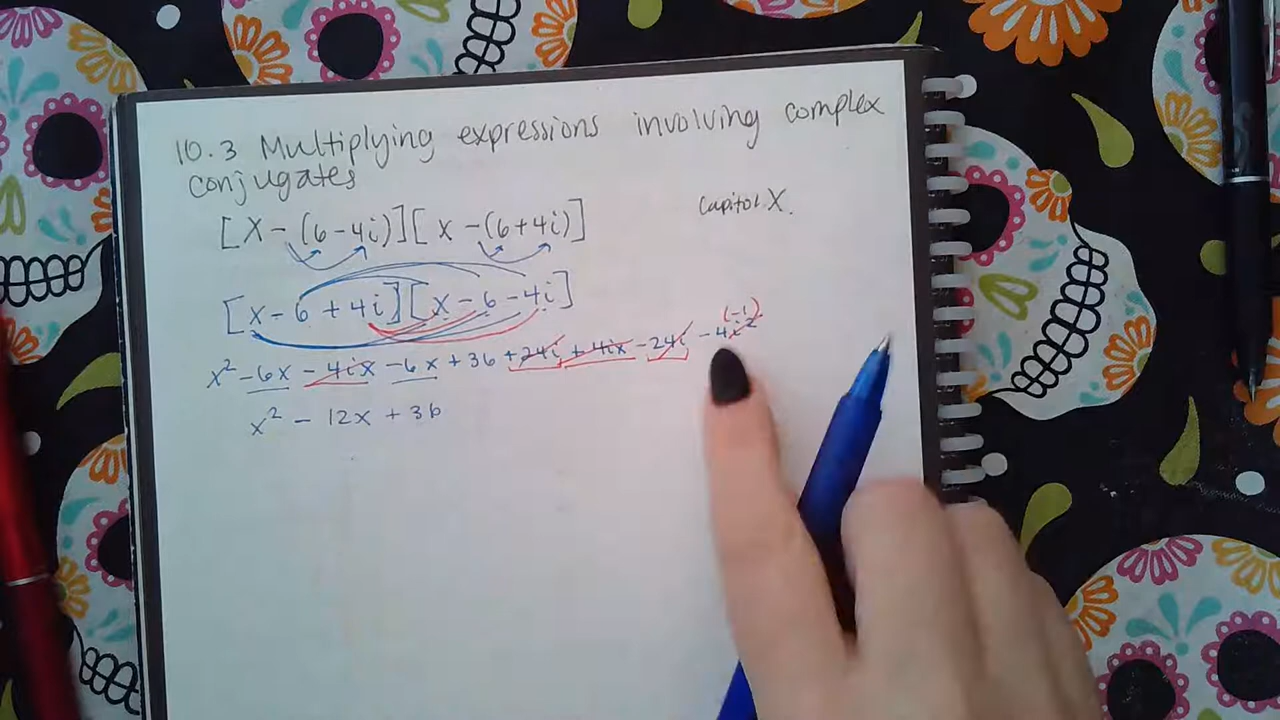 10.3 Multiplying expressions involving complex
conjugates
Capitol X.
[X - (6 - 4i)][x - (6 + 4i)]
[x - 6 + 4i][x - 6 - 4i]
(-1)
x² - 6x - 4ix - 6x + 36 + 24i + 4ix - 24i - 4i²
x² - 12x + 36